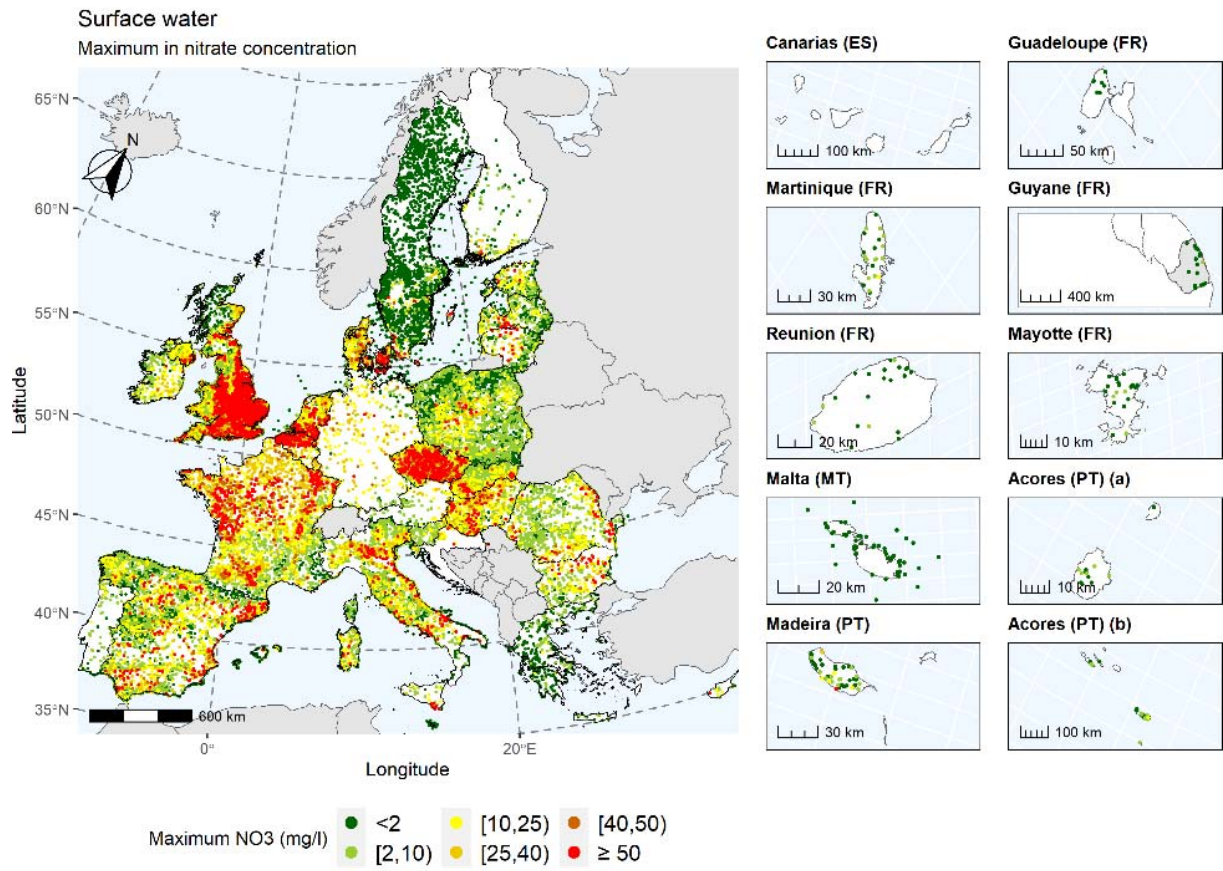 Surface water
Maximum in nitrate concentration
65°N
60°N
55°N
50°N
45°N
40°N
35°N
Latitude
N
600 km
0°
20°E
Longitude
Canarias (ES)
100 km
Guadeloupe (FR)
50 km
Martinique (FR)
30 km
Guyane (FR)
400 km
Reunion (FR)
20 km
Mayotte (FR)
10 km
Malta (MT)
20 km
Acores (PT) (a)
10 km
Madeira (PT)
30 km
Acores (PT) (b)
100 km
Maximum NO3 (mg/l)
<2
[10,25)
[40,50)
[2,10)
[25,40)
≥ 50